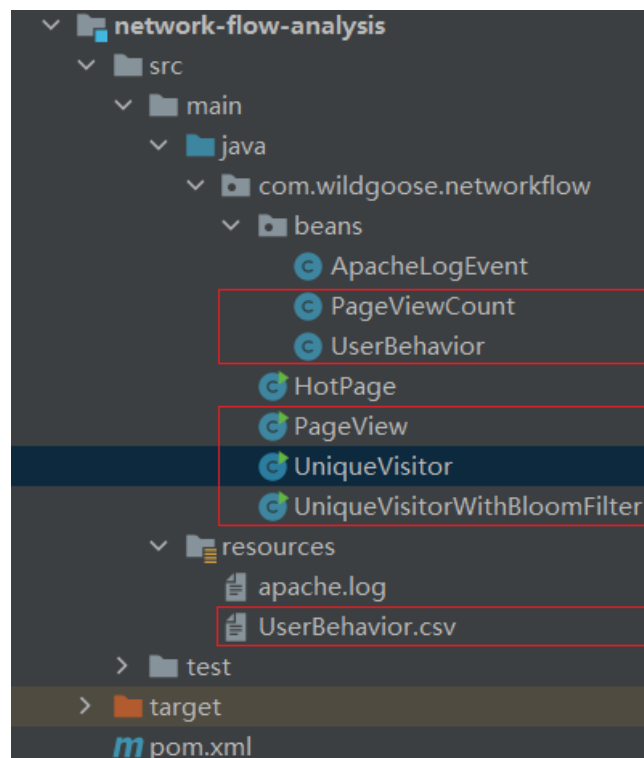 network-flow-analysis
src
main
java
com.wildgoose.networkflow
beans
ApacheLogEvent
PageViewCount
UserBehavior
HotPage
PageView
UniqueVisitor
UniqueVisitorWithBloomFilter
resources
apache.log
UserBehavior.csv
test
target
pom.xml